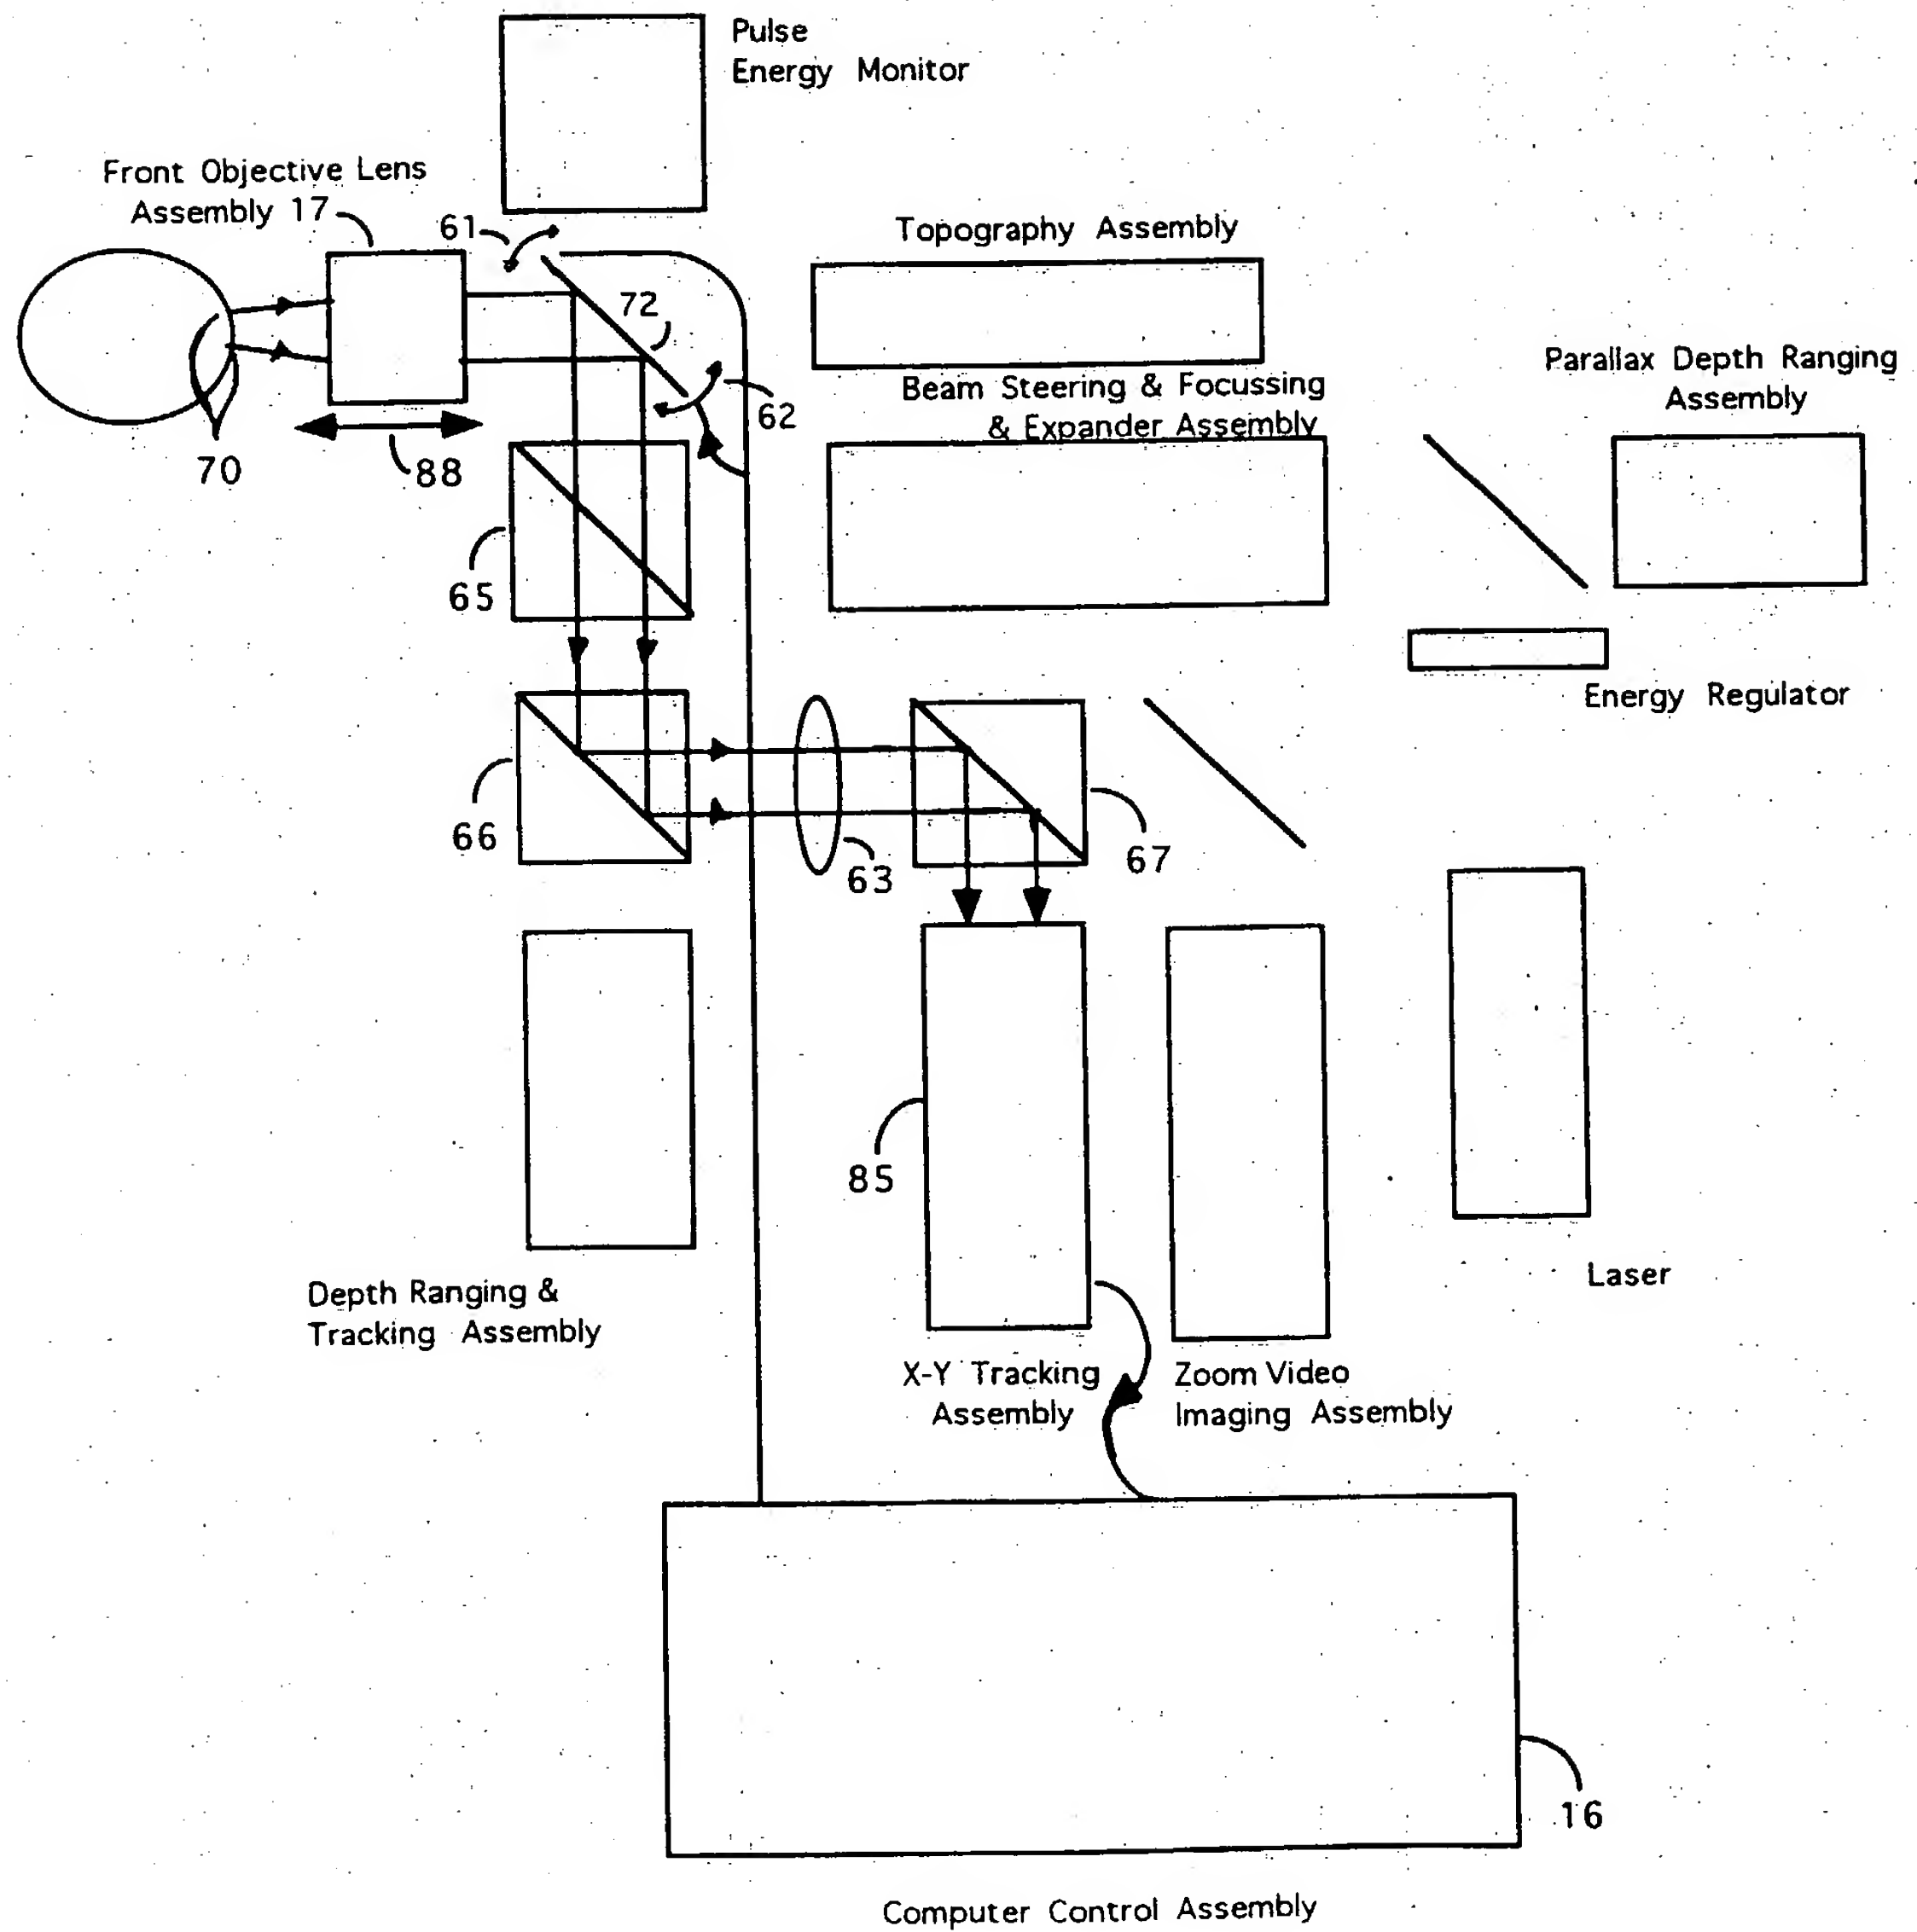 Pulse
Energy Monitor
Front Objective Lens
Assembly 17
61
Topography Assembly
72
Parallax Depth Ranging
Assembly
Beam Steering & Focussing
& Expander Assembly
62
70
88
65
Energy Regulator
66
63
67
85
Laser
Depth Ranging &
Tracking Assembly
X-Y Tracking
Assembly
Zoom Video
Imaging Assembly
16
Computer Control Assembly